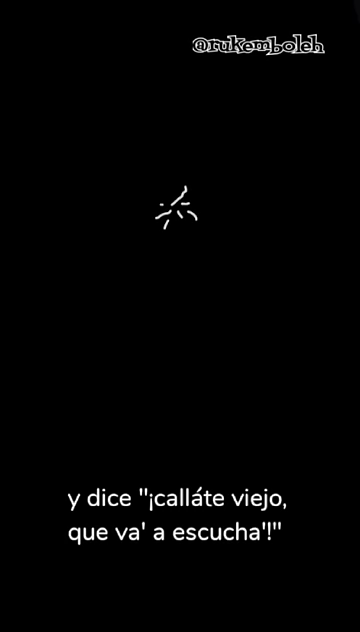 @rukemboleh
y dice "¡calláte viejo,
que va' a escucha'!"